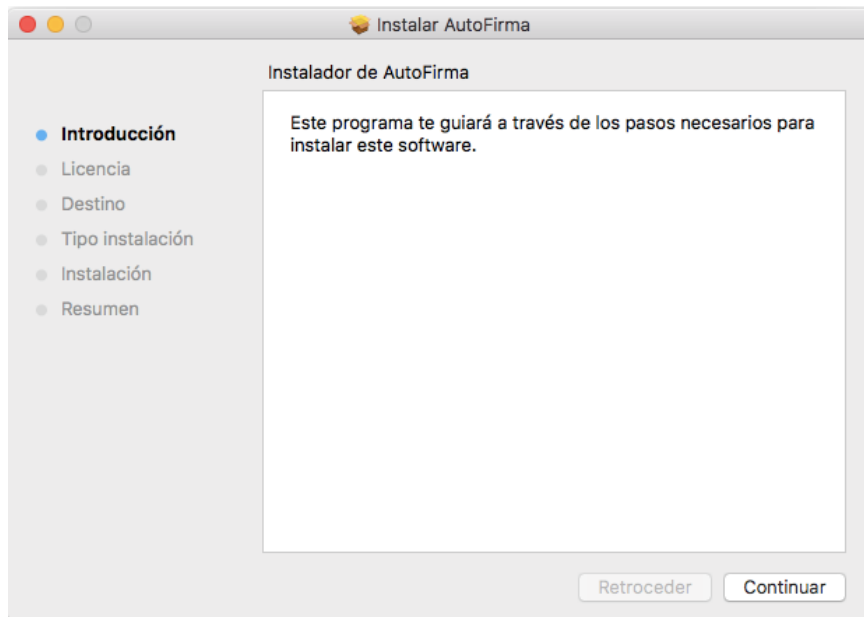 Instalar AutoFirma
Instalador de AutoFirma
Introducción
Licencia
Destino
Tipo instalación
Instalación
Resumen
Este programa te guiará a través de los pasos necesarios para
instalar este software.
Retroceder
Continuar